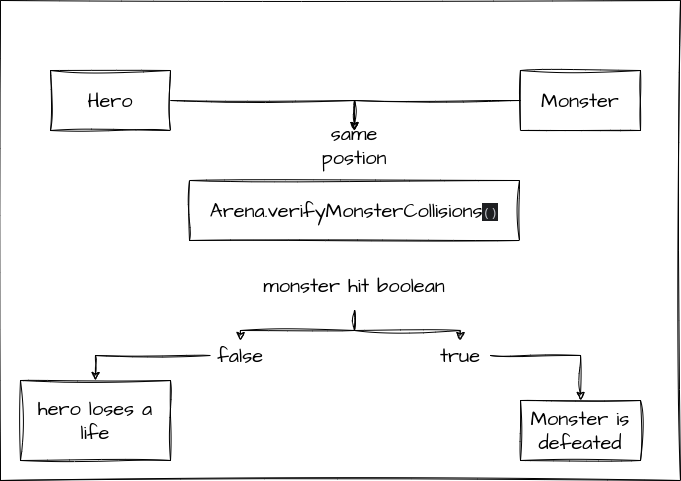 Hero
Monster
same
postion
Arena.verifyMonsterCollisions()
monster hit boolean
false
true
hero loses a
life
Monster is
defeated